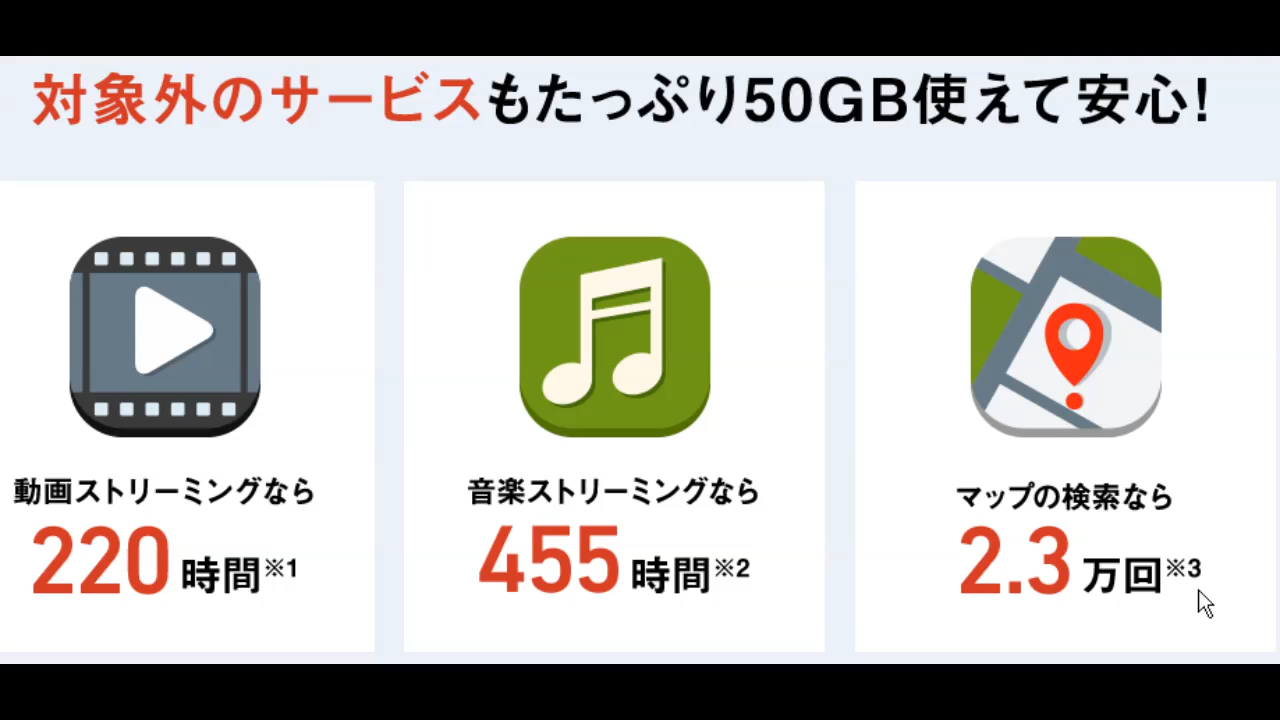 対象外のサービスもたっぷり50GB使えて安心!
動画ストリーミングなら
220時間※1
音楽ストリーミングなら
455時間※2
マップの検索なら
2.3万回※3